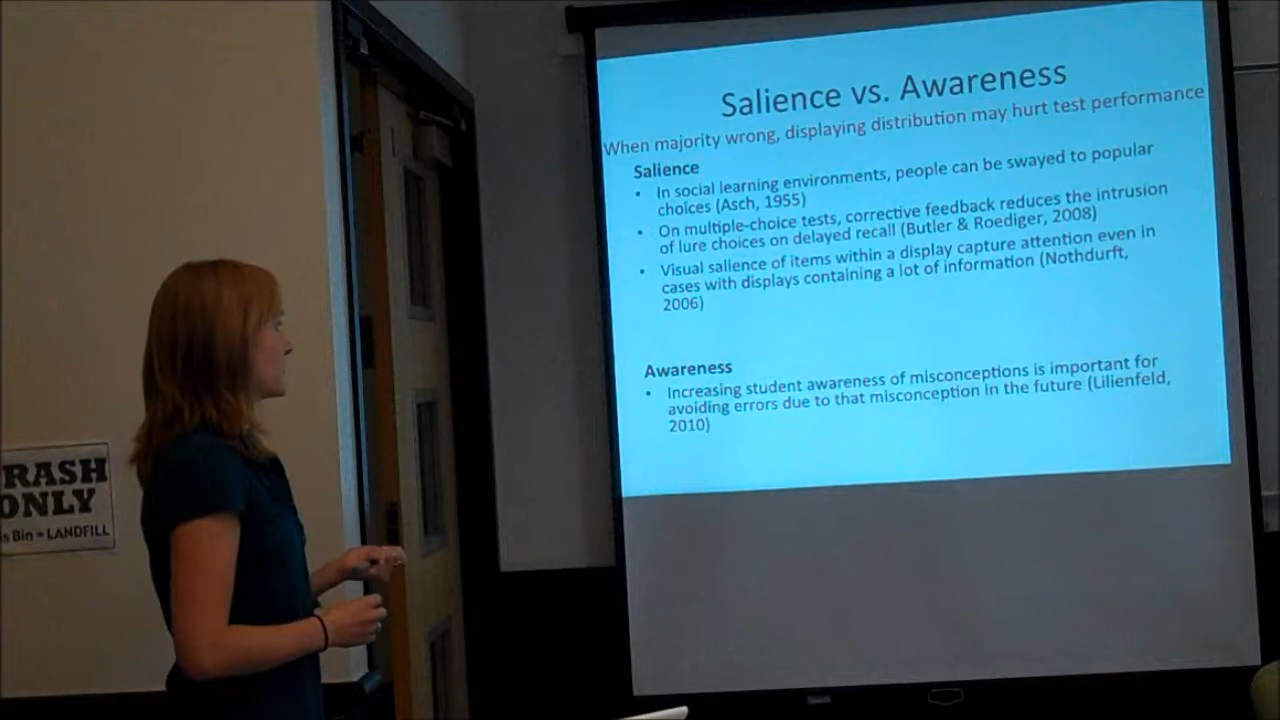 Salience vs. Awareness
When majority wrong, displaying distribution may hurt test performance
Salience
• In social learning environments, people can be swayed to popular
choices (Asch, 1955)
• On multiple-choice tests, corrective feedback reduces the intrusion
of lure choices on delayed recall (Butler & Roediger, 2008)
• Visual salience of items within a display capture attention even in
cases with displays containing a lot of information (Nothdurft,
2006)
Awareness
• Increasing student awareness of misconceptions is important for
avoiding errors due to that misconception in the future (Lilienfeld,
2010)
RASH
ONLY
is Bin = LANDFILL